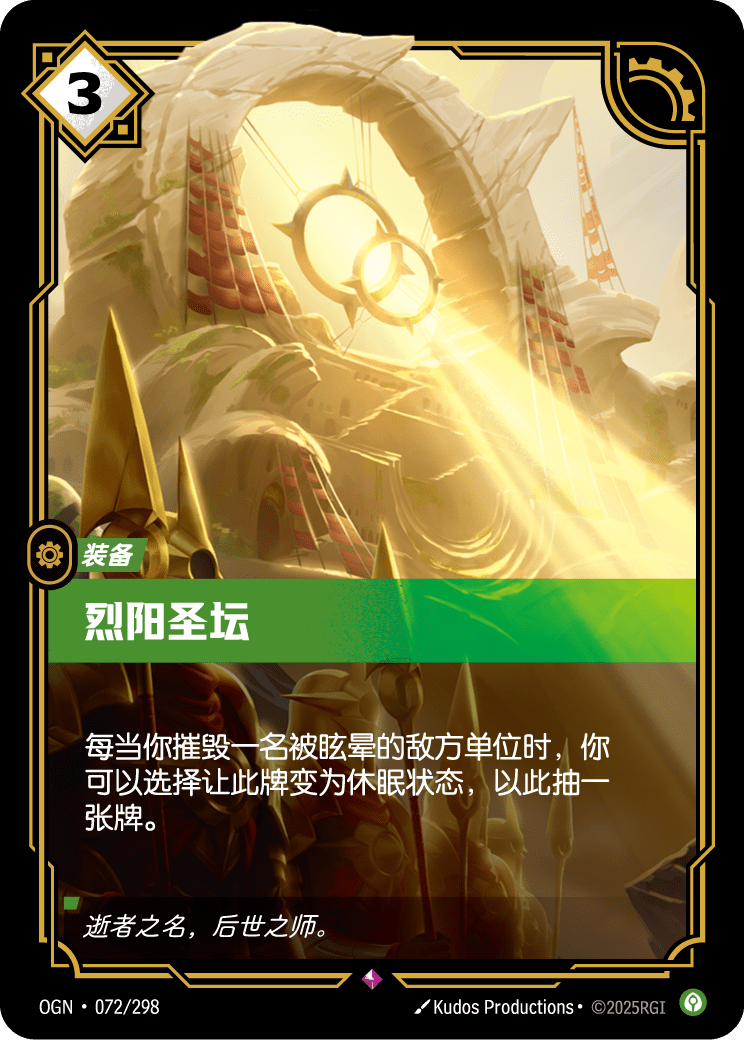 3
装备
烈阳圣坛
每当你摧毁一名被眩晕的敌方单位时，你
可以选择让此牌变为休眠状态，以此抽一
张牌。
逝者之名，后世之师。
OGN • 072/298
Kudos Productions • ©2025RGI